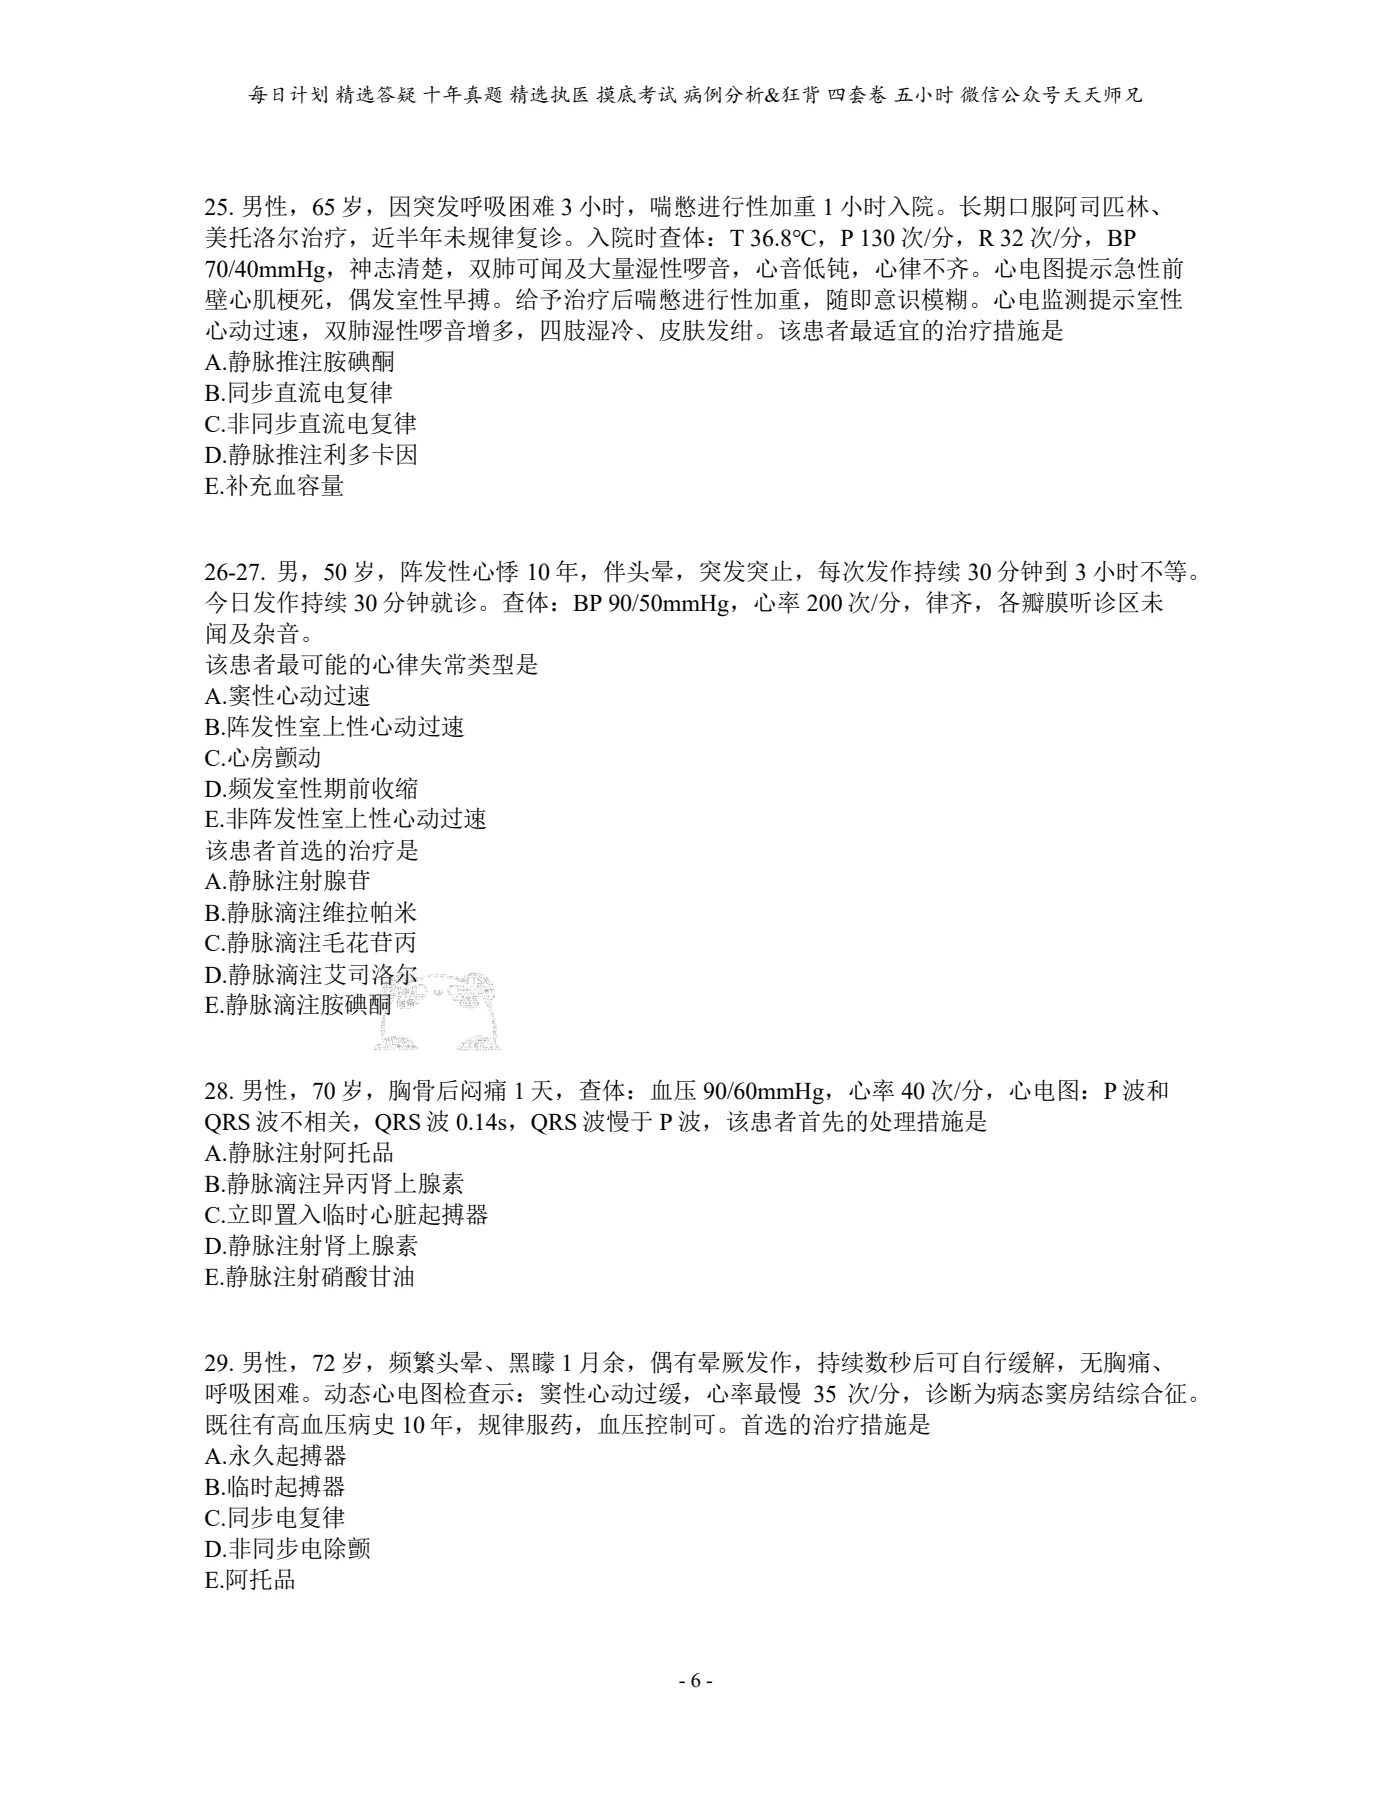 每日计划 精选答疑 十年真题 精选执医 摸底考试 病例分析&狂背 四套卷 五小时 微信公众号天天师兄
25. 男性，65 岁，因突发呼吸困难 3 小时，喘憋进行性加重 1 小时入院。长期口服阿司匹林、
美托洛尔治疗，近半年未规律复诊。入院时查体：T 36.8℃，P 130 次/分，R 32 次/分，BP
70/40mmHg，神志清楚，双肺可闻及大量湿性啰音，心音低钝，心律不齐。心电图提示急性前
壁心肌梗死，偶发室性早搏。给予治疗后喘憋进行性加重，随即意识模糊。心电监测提示室性
心动过速，双肺湿性啰音增多，四肢湿冷、皮肤发绀。该患者最适宜的治疗措施是
A.静脉推注胺碘酮
B.同步直流电复律
C.非同步直流电复律
D.静脉推注利多卡因
E.补充血容量
26-27. 男，50 岁，阵发性心悸 10 年，伴头晕，突发突止，每次发作持续 30 分钟到 3 小时不等。
今日发作持续 30 分钟就诊。查体：BP 90/50mmHg，心率 200 次/分，律齐，各瓣膜听诊区未
闻及杂音。
该患者最可能的心律失常类型是
A.窦性心动过速
B.阵发性室上性心动过速
C.心房颤动
D.频发室性期前收缩
E.非阵发性室上性心动过速
该患者首选的治疗是
A.静脉注射腺苷
B.静脉滴注维拉帕米
C.静脉滴注毛花苷丙
D.静脉滴注艾司洛尔
E.静脉滴注胺碘酮
28. 男性，70 岁，胸骨后闷痛 1 天，查体：血压 90/60mmHg，心率 40 次/分，心电图：P 波和
QRS 波不相关，QRS 波 0.14s，QRS 波慢于 P 波，该患者首先的处理措施是
A.静脉注射阿托品
B.静脉滴注异丙肾上腺素
C.立即置入临时心脏起搏器
D.静脉注射肾上腺素
E.静脉注射硝酸甘油
29. 男性，72 岁，频繁头晕、黑矇 1 月余，偶有晕厥发作，持续数秒后可自行缓解，无胸痛、
呼吸困难。动态心电图检查示：窦性心动过缓，心率最慢 35 次/分，诊断为病态窦房结综合征。
既往有高血压病史 10 年，规律服药，血压控制可。首选的治疗措施是
A.永久起搏器
B.临时起搏器
C.同步电复律
D.非同步电除颤
E.阿托品
- 6 -